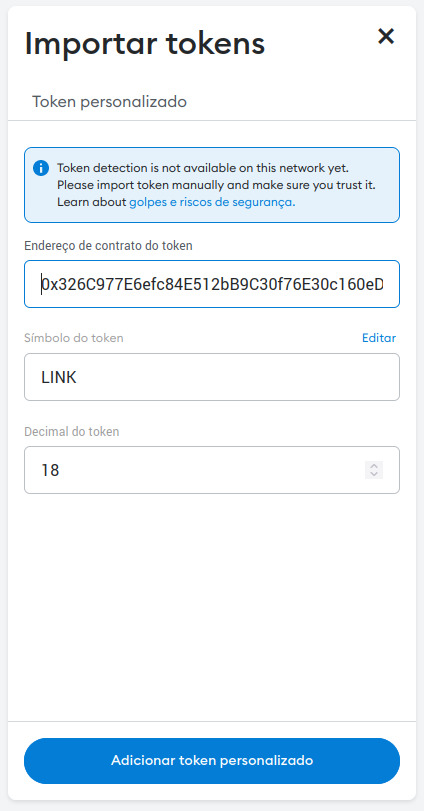 Importar tokens
Token personalizado
Token detection is not available on this network yet.
Please import token manually and make sure you trust it.
Learn about golpes e riscos de segurança.
Endereço de contrato do token
0x326C977E6efc84E512bB9C30f76E30c160eD
Símbolo do token
Editar
LINK
Decimal do token
18
Adicionar token personalizado